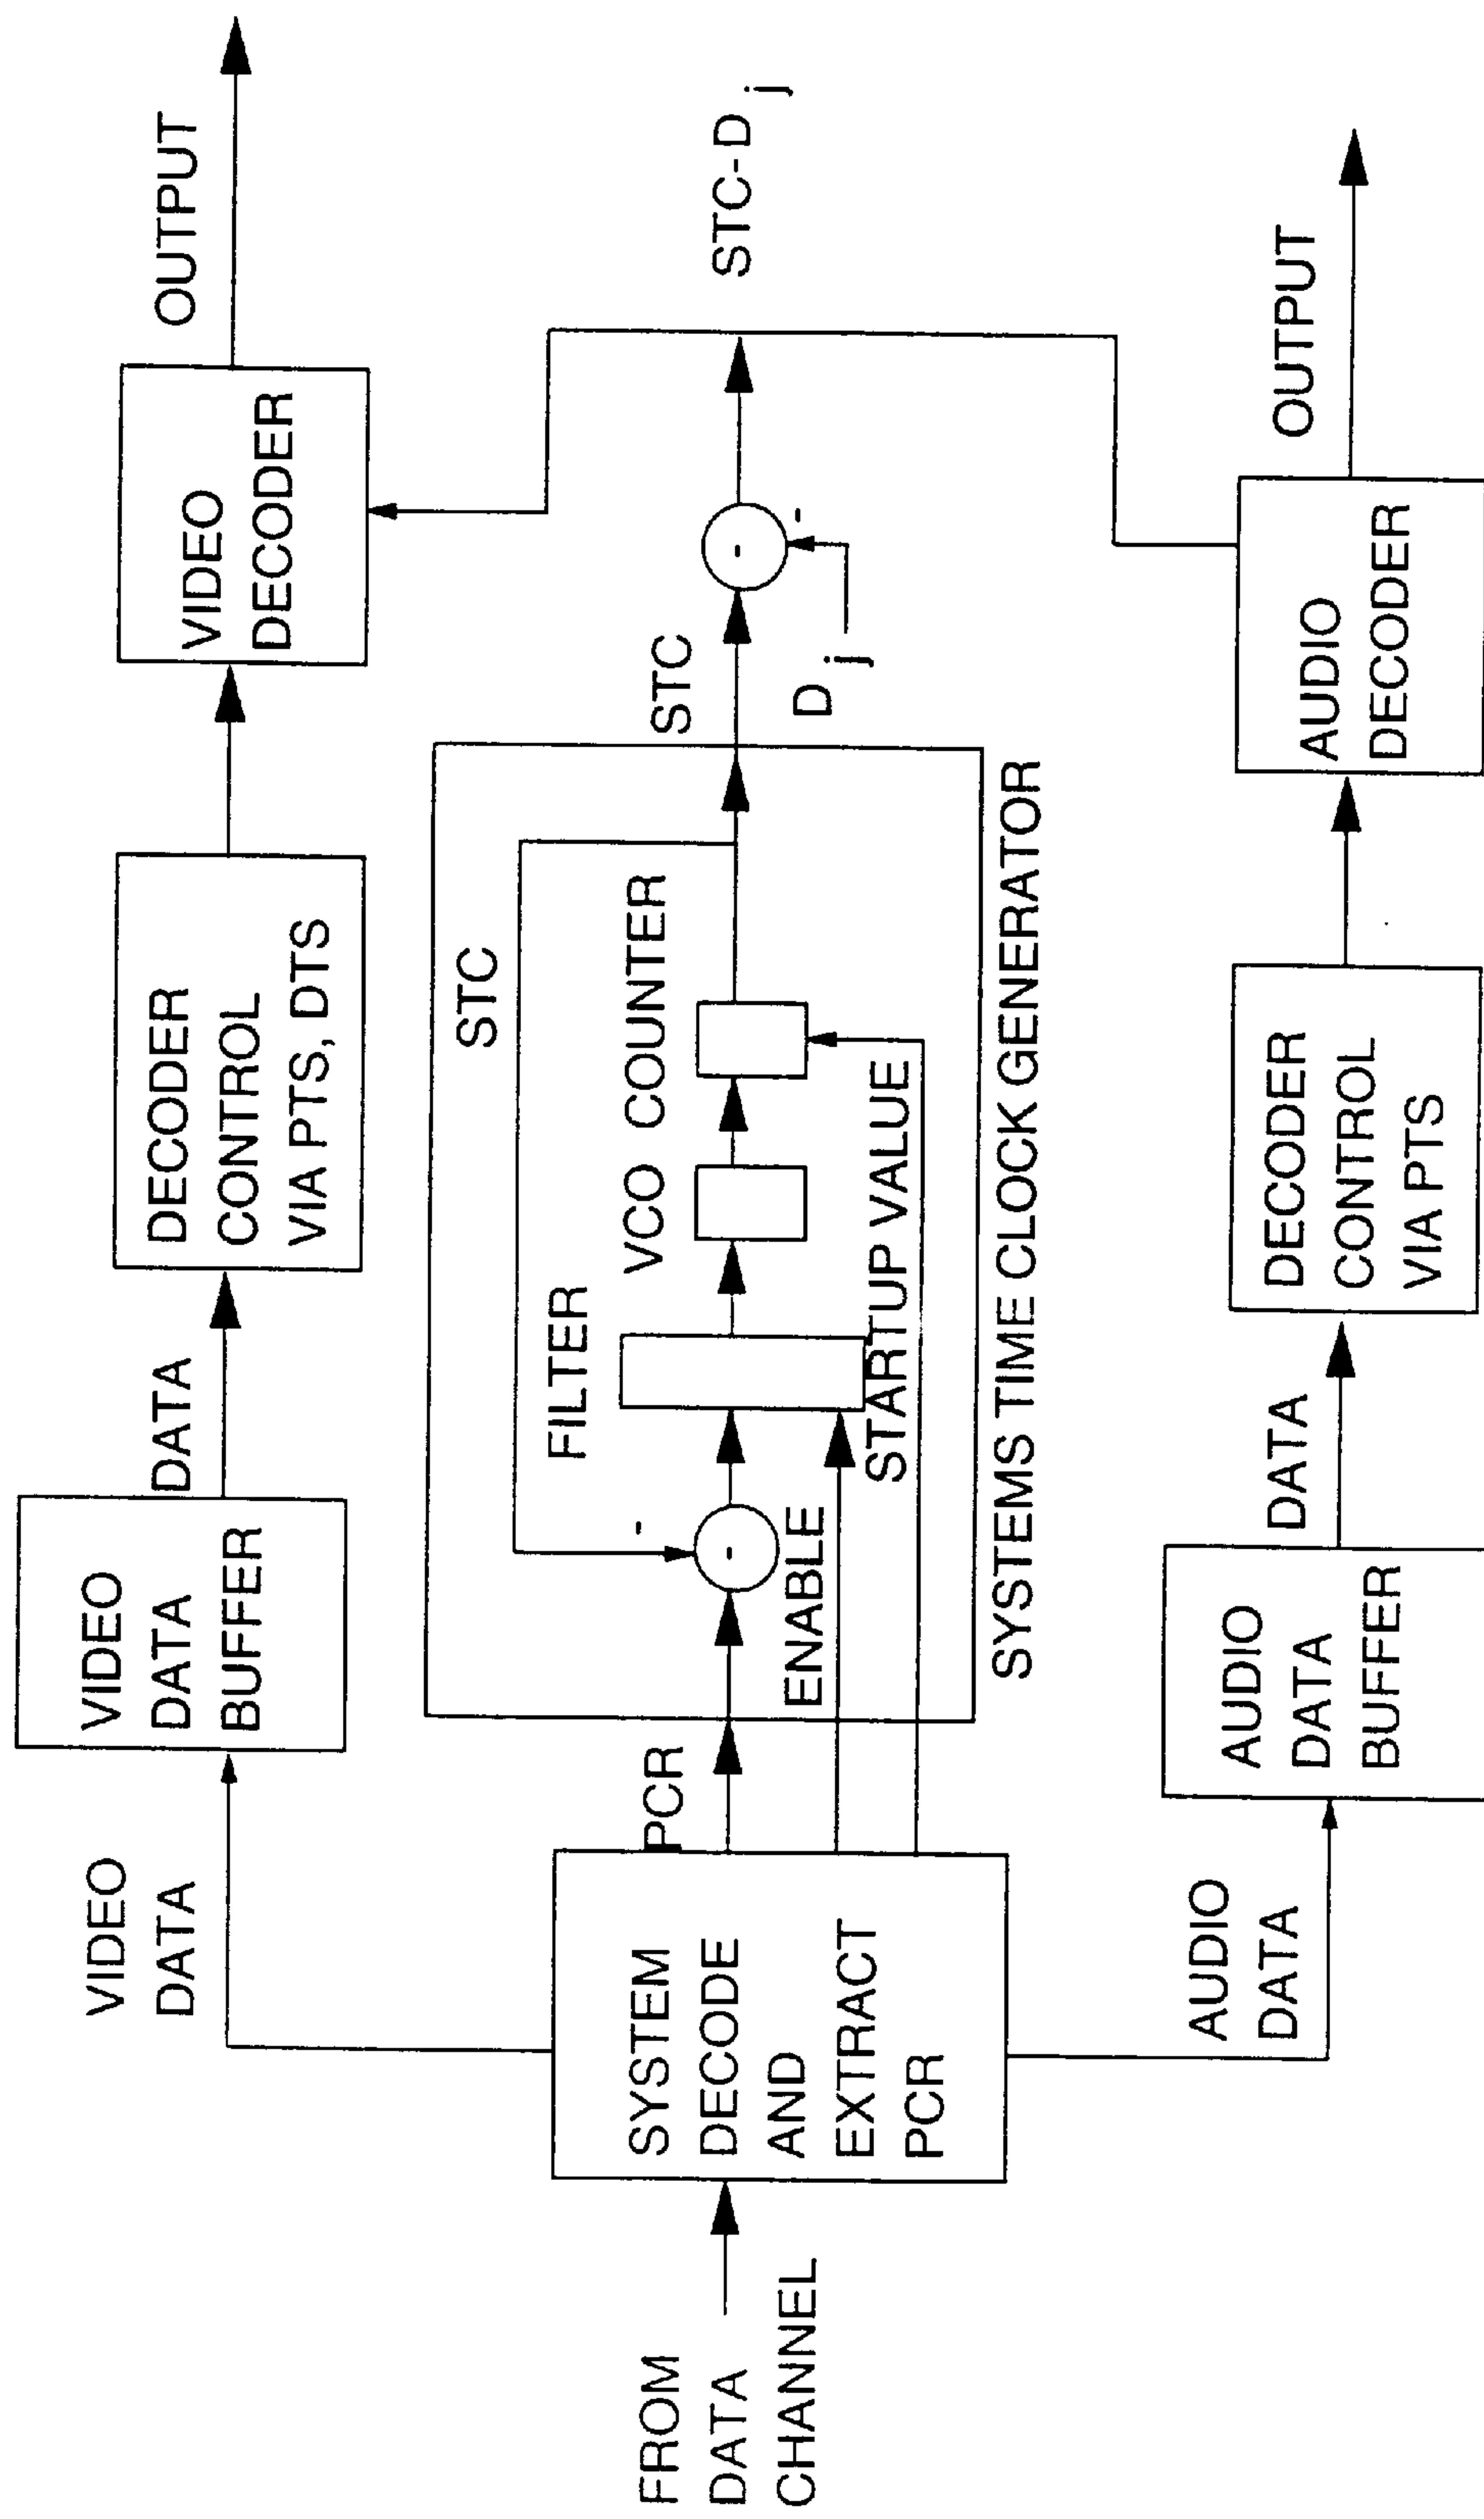 FROM
DATA
CHANNEL
SYSTEM
DECODE
AND
EXTRACT
PCR
VIDEO
DATA
VIDEO
DATA
BUFFER
DATA
DECODER
CONTROL
VIA PTS, DTS
VIDEO
DECODER
OUTPUT
PCR
-
-
ENABLE
FILTER
VCO COUNTER
STC
STARTUP VALUE
SYSTEMS TIME CLOCK GENERATOR
STC
D j
-
-
STC-D j
AUDIO
DATA
AUDIO
DATA
BUFFER
DATA
DECODER
CONTROL
VIA PTS
AUDIO
DECODER
OUTPUT